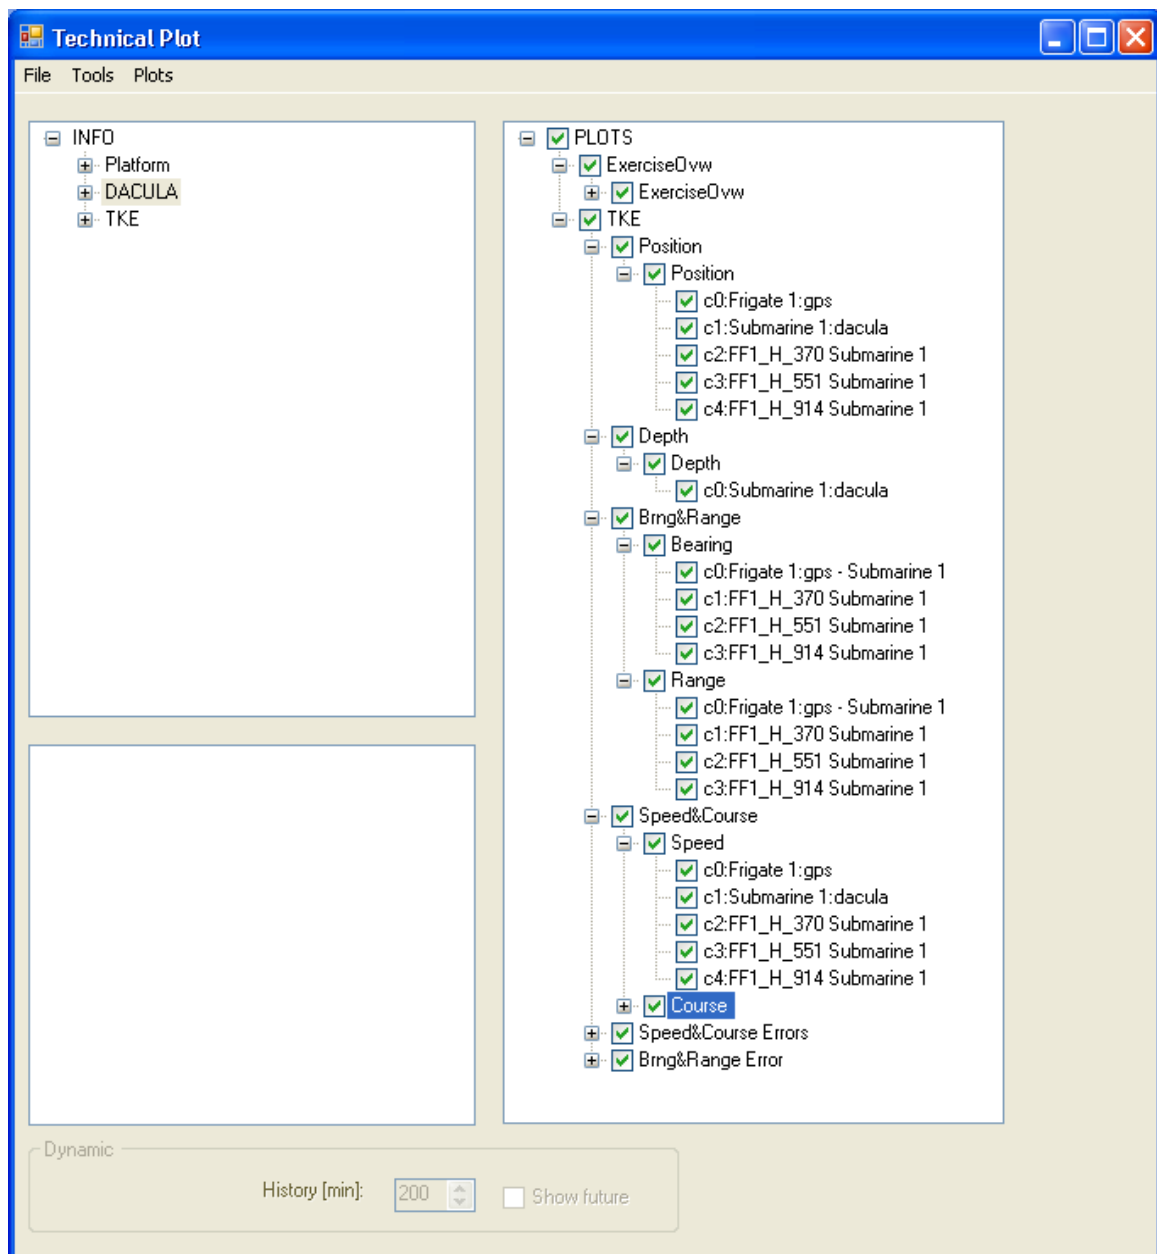 Technical Plot
File Tools Plots
INFO
Platform
DACULA
TKE
PLOTS
ExerciseOvw
ExerciseOvw
TKE
Position
Position
c0:Frigate 1:gps
c1:Submarine 1:dacula
c2:FF1_H_370 Submarine 1
c3:FF1_H_551 Submarine 1
c4:FF1_H_914 Submarine 1
Depth
Depth
c0:Submarine 1:dacula
Brng&Range
Bearing
c0:Frigate 1:gps - Submarine 1
c1:FF1_H_370 Submarine 1
c2:FF1_H_551 Submarine 1
c3:FF1_H_914 Submarine 1
Range
c0:Frigate 1:gps - Submarine 1
c1:FF1_H_370 Submarine 1
c2:FF1_H_551 Submarine 1
c3:FF1_H_914 Submarine 1
Speed&Course
Speed
c0:Frigate 1:gps
c1:Submarine 1:dacula
c2:FF1_H_370 Submarine 1
c3:FF1_H_551 Submarine 1
c4:FF1_H_914 Submarine 1
Course
Speed&Course Errors
Brng&Range Error
Dynamic
History [min]: 200 Show future